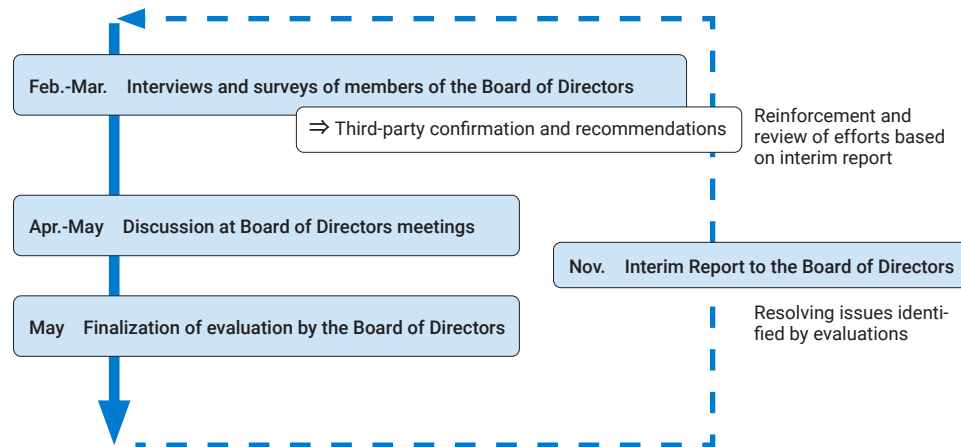 Feb.-Mar. Interviews and surveys of members of the Board of Directors
⇒ Third-party confirmation and recommendations
Reinforcement and
review of efforts based
on interim report
Apr.-May Discussion at Board of Directors meetings
Nov. Interim Report to the Board of Directors
May Finalization of evaluation by the Board of Directors
Resolving issues identi-
fied by evaluations